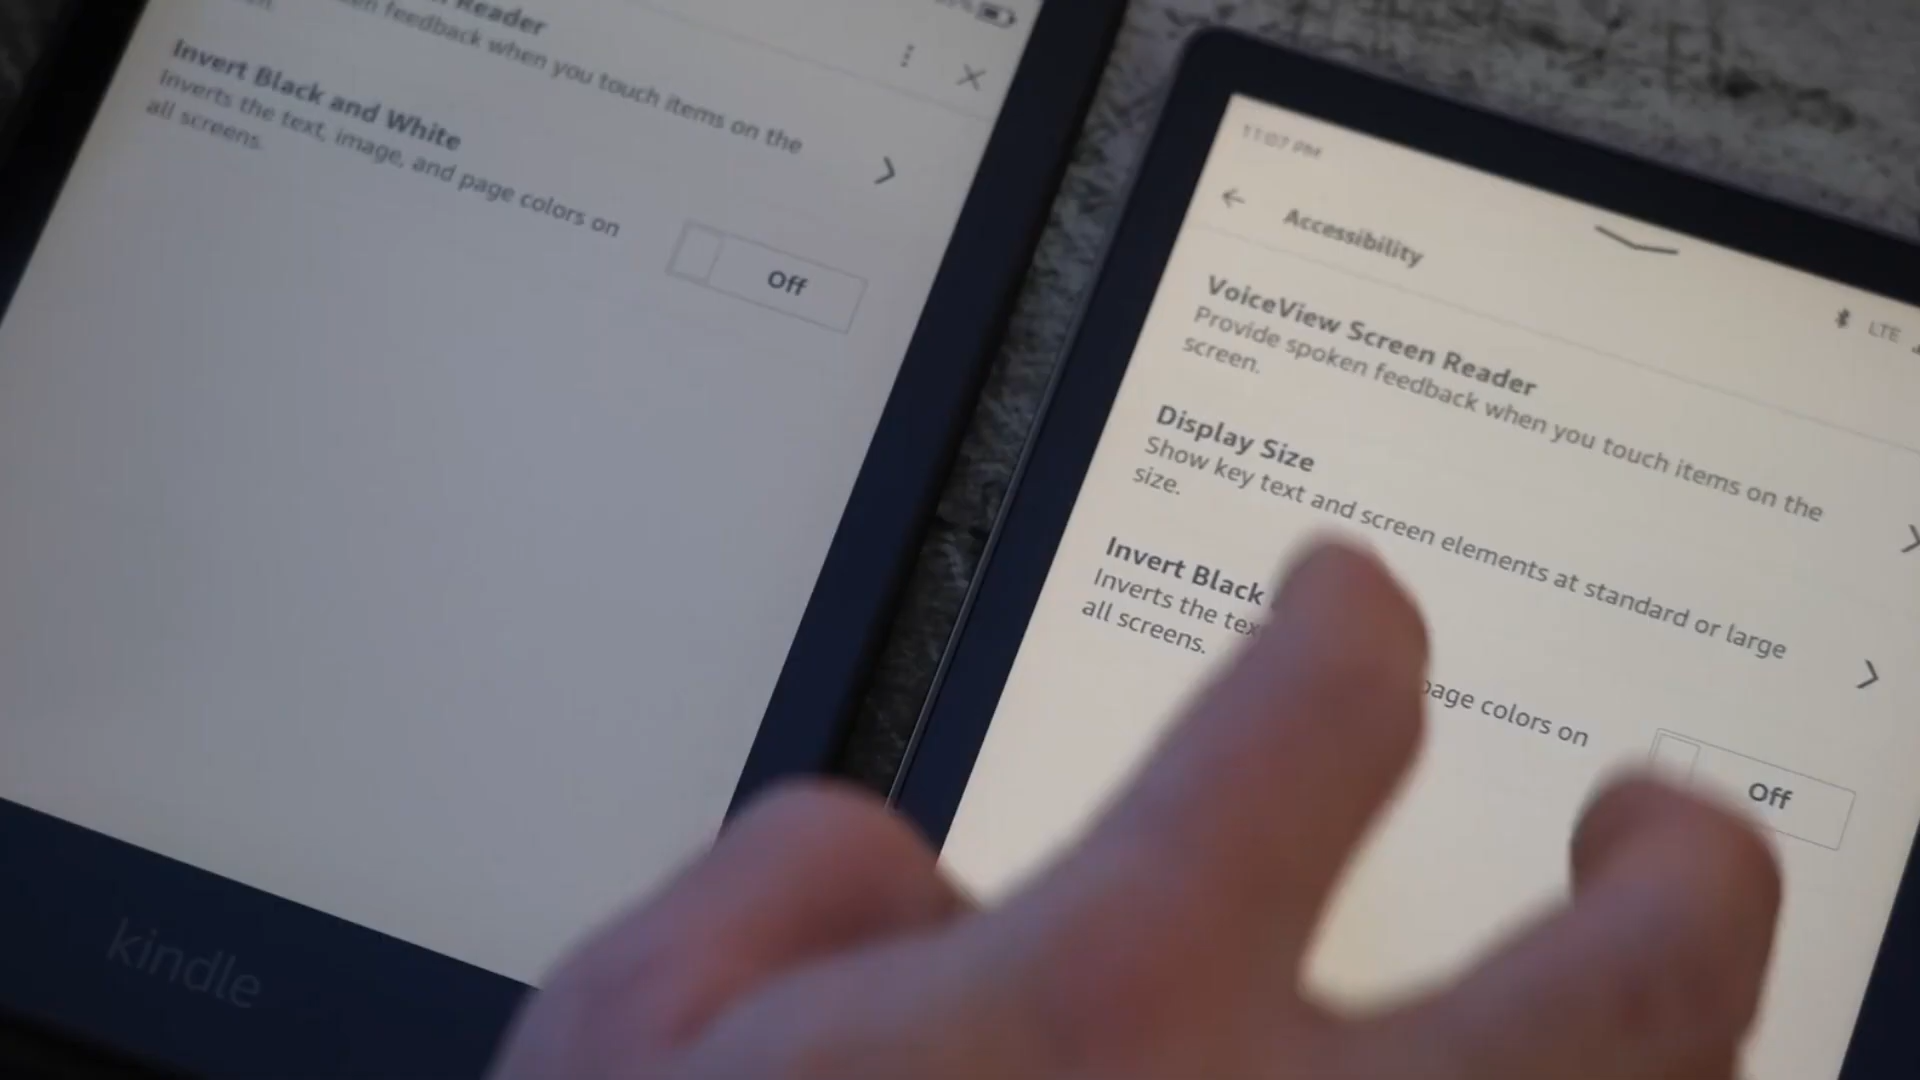 Reader
feedback when you touch items on the
Invert Black and White
Inverts the text, image, and page colors on
all screens.
Off
kindle
11:07 PM
Accessibility
LTE
VoiceView Screen Reader
Provide spoken feedback when you touch items on the
screen.
Display Size
Show key text and screen elements at standard or large
size.
Invert Black
Inverts the tex
page colors on
all screens.
Off